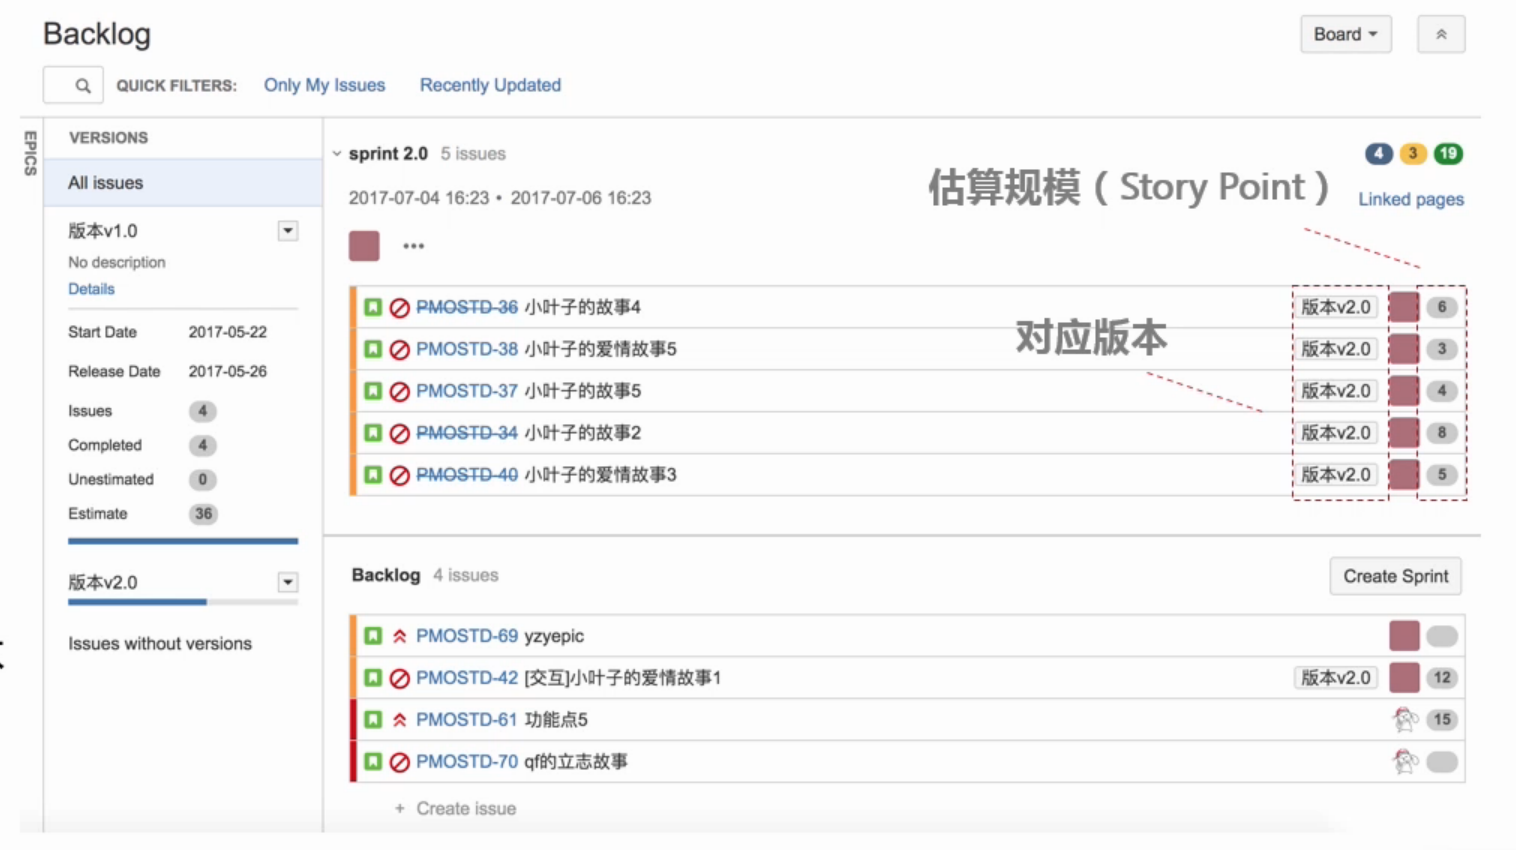 Backlog
Board
QUICK FILTERS: Only My Issues Recently Updated
EPICS
VERSIONS
All issues
版本v1.0
No description
Details
Start Date 2017-05-22
Release Date 2017-05-26
Issues 4
Completed 4
Unestimated 0
Estimate 36
版本v2.0
Issues without versions
sprint 2.0 5 issues
4 3 19
2017-07-04 16:23 • 2017-07-06 16:23
估算规模（Story Point）
Linked pages
•••
对应版本
PMOSTD-36 小叶子的故事4 版本v2.0 6
PMOSTD-38 小叶子的爱情故事5 版本v2.0 3
PMOSTD-37 小叶子的故事5 版本v2.0 4
PMOSTD-34 小叶子的故事2 版本v2.0 8
PMOSTD-40 小叶子的爱情故事3 版本v2.0 5
Backlog 4 issues
Create Sprint
PMOSTD-69 yzyepic
PMOSTD-42 [交互]小叶子的爱情故事1 版本v2.0 12
PMOSTD-61 功能点5 15
PMOSTD-70 qf的立志故事
+ Create issue